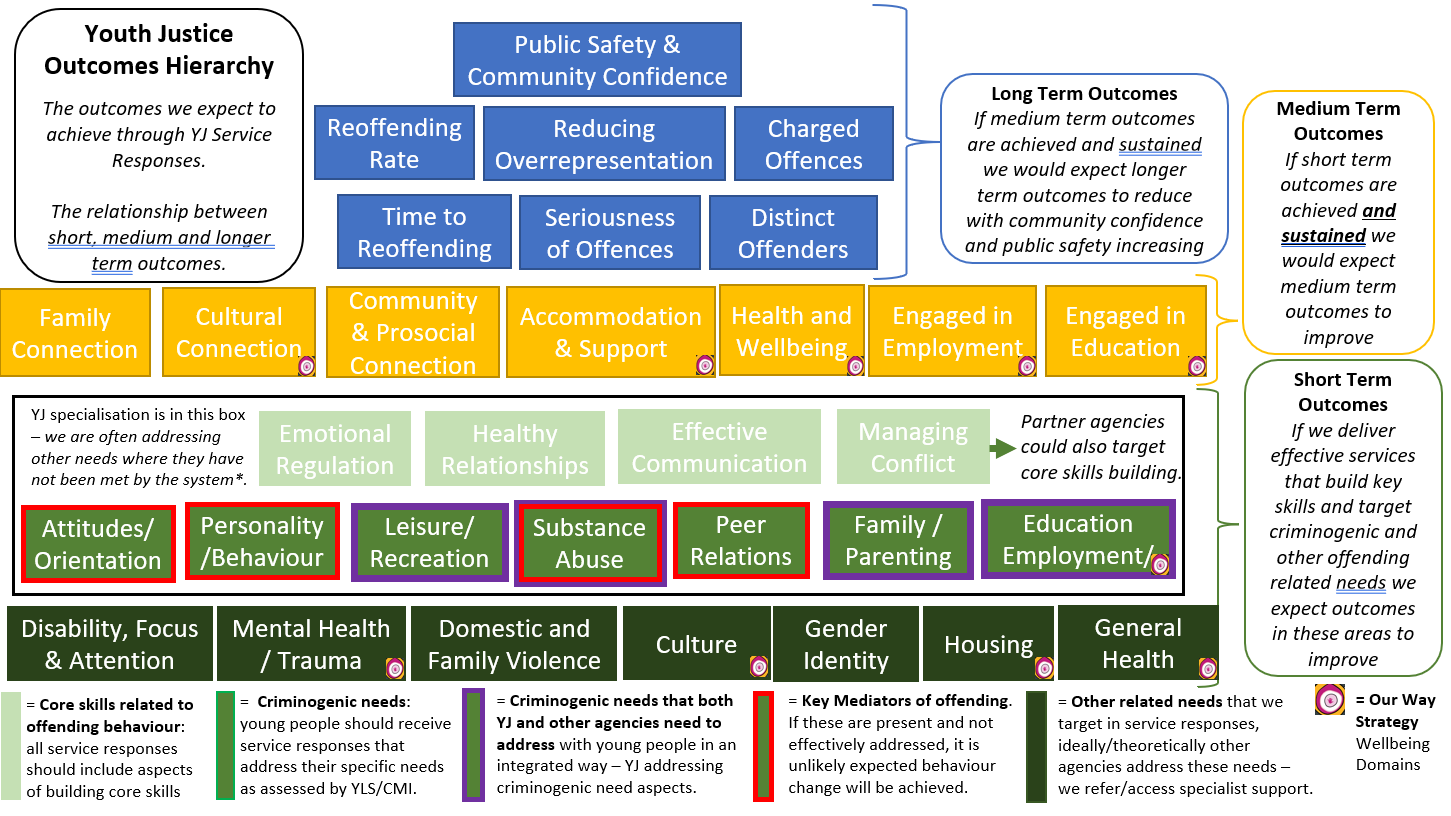 Youth Justice
Outcomes Hierarchy
The outcomes we expect to
achieve through YJ Service
Responses.
The relationship between
short, medium and longer
term outcomes.
Public Safety &
Community Confidence
Reoffending
Rate
Reducing
Overrepresentation
Charged
Offences
Time to
Reoffending
Seriousness
of Offences
Distinct
Offenders
Long Term Outcomes
If medium term outcomes
are achieved and sustained
we would expect longer
term outcomes to reduce
with community confidence
and public safety increasing
Medium Term
Outcomes
If short term
outcomes are
achieved and
sustained we
would expect
medium term
outcomes to
improve
Family
Connection
Cultural
Connection
Community
& Prosocial
Connection
Accommodation
& Support
Health and
Wellbeing
Engaged in
Employment
Engaged in
Education
Short Term
Outcomes
If we deliver
effective services
that build key
skills and target
criminogenic and
other offending
related needs we
expect outcomes
in these areas to
improve
YJ specialisation is in this box
– we are often addressing
other needs where they have
not been met by the system*.
Emotional
Regulation
Healthy
Relationships
Effective
Communication
Managing
Conflict
Partner agencies
could also target
core skills building.
Attitudes/
Orientation
Personality
/Behaviour
Leisure/
Recreation
Substance
Abuse
Peer
Relations
Family /
Parenting
Education
Employment/
Disability, Focus
& Attention
Mental Health
/ Trauma
Domestic and
Family Violence
Culture
Gender
Identity
Housing
General
Health
= Core skills related to
offending behaviour:
all service responses
should include aspects
of building core skills
= Criminogenic needs:
young people should receive
service responses that
address their specific needs
as assessed by YLS/CMI.
= Criminogenic needs that both
YJ and other agencies need to
address with young people in an
integrated way – YJ addressing
criminogenic need aspects.
= Key Mediators of offending.
If these are present and not
effectively addressed, it is
unlikely expected behaviour
change will be achieved.
= Other related needs that we
target in service responses,
ideally/theoretically other
agencies address these needs –
we refer/access specialist support.
= Our Way
Strategy
Wellbeing
Domains